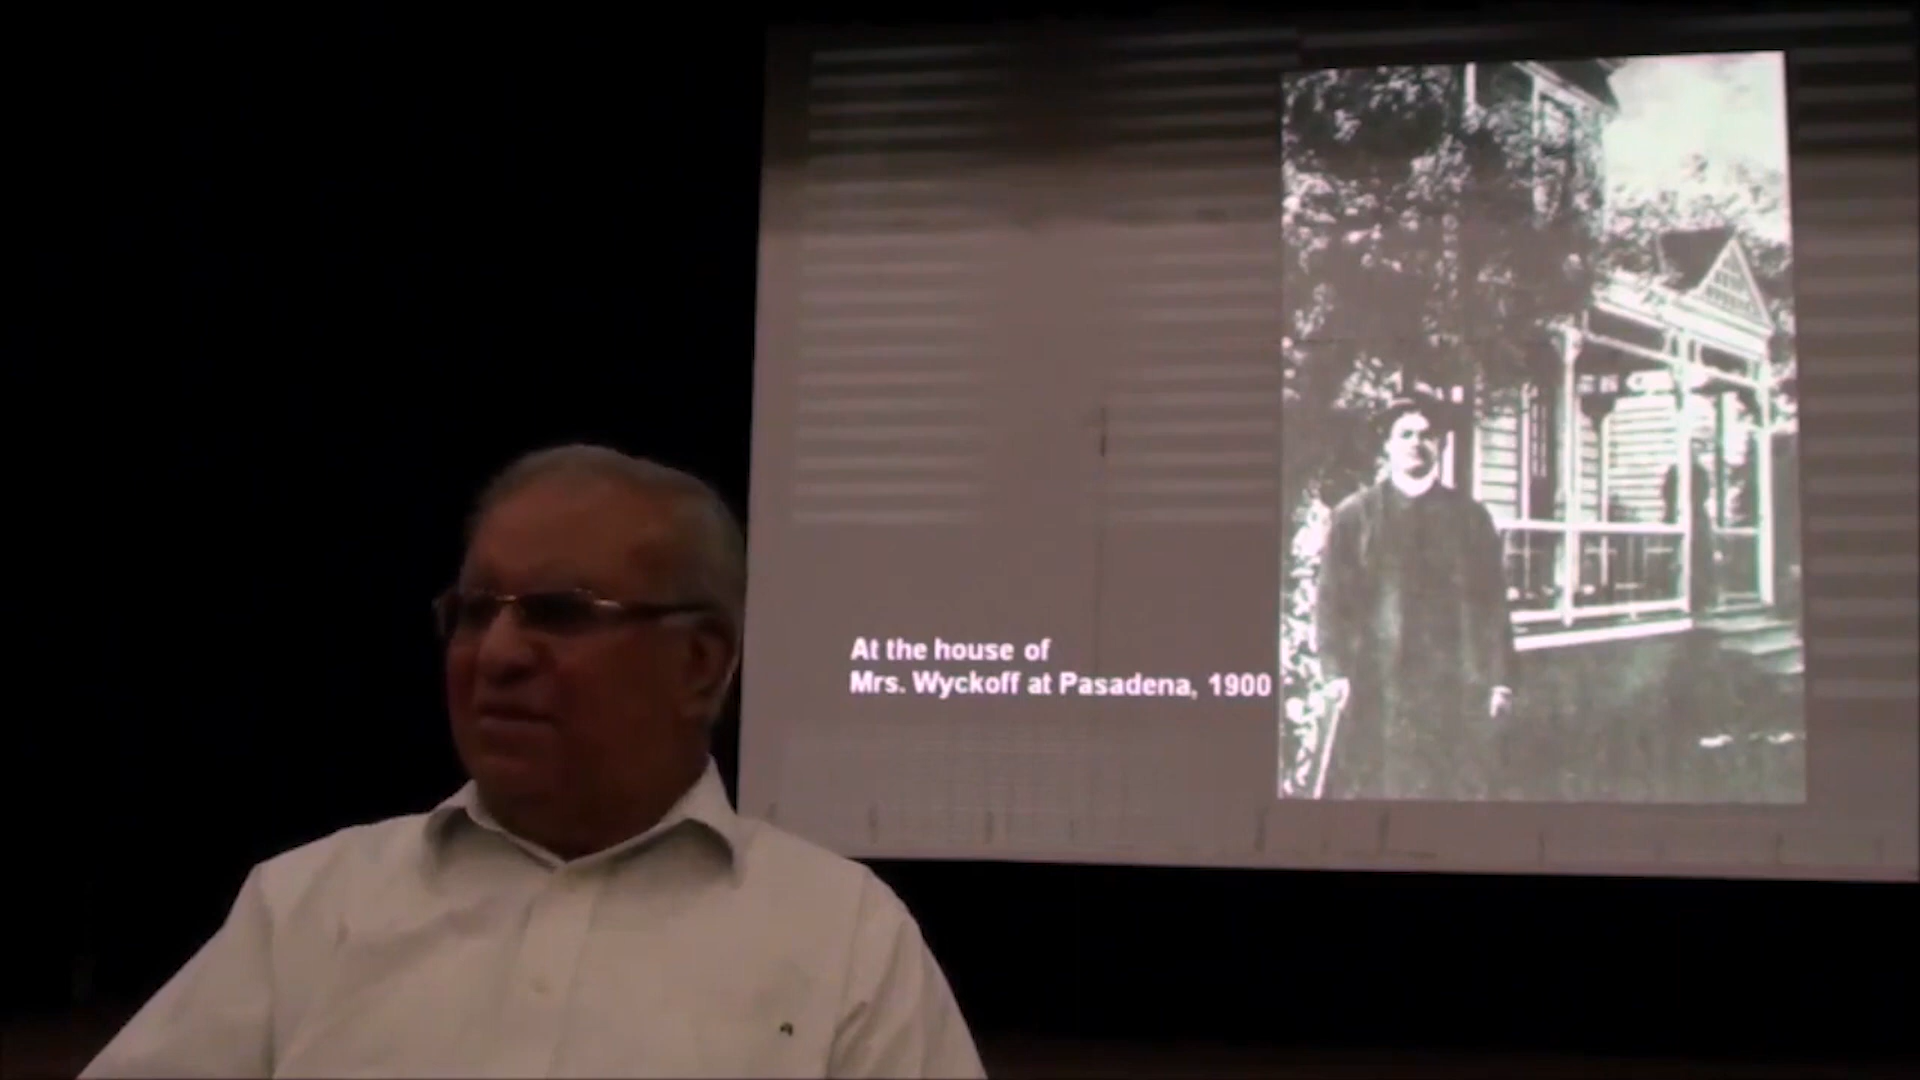 At the house of
Mrs. Wyckoff at Pasadena, 1900